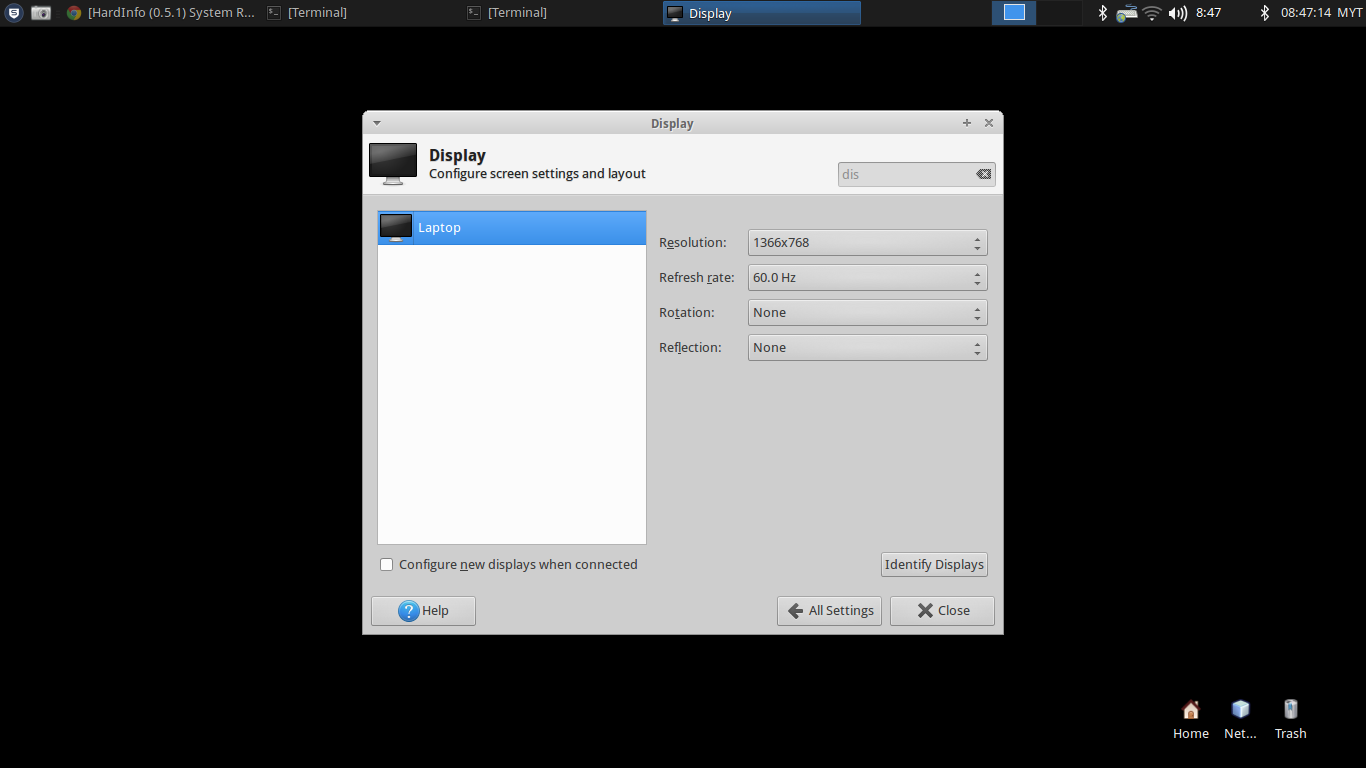 [HardInfo (0.5.1) System R... [Terminal] [Terminal] Display 8:47 08:47:14 MYT
Display
Display
Configure screen settings and layout
dis
Laptop
Resolution: 1366x768
Refresh rate: 60.0 Hz
Rotation: None
Reflection: None
Configure new displays when connected
Identify Displays
Help
All Settings
Close
Home Net... Trash